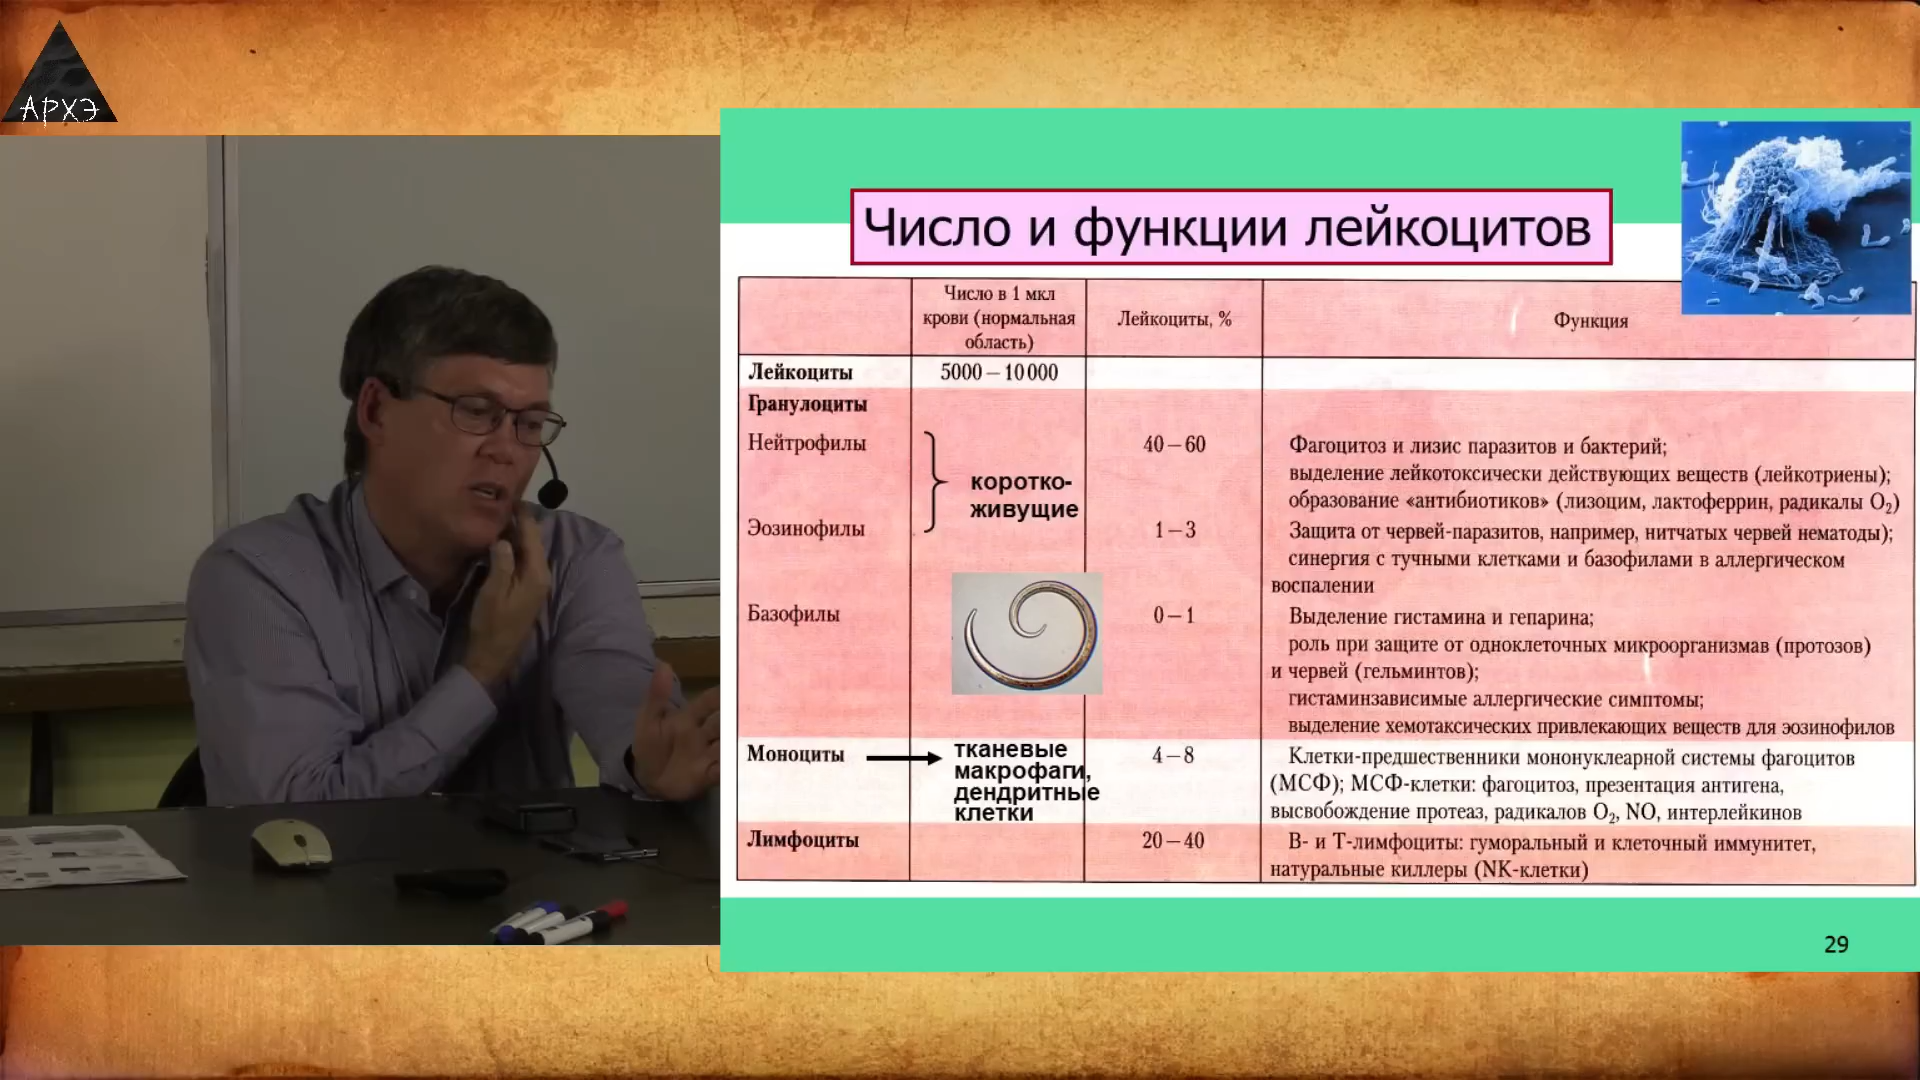 АРХЭ
Число и функции лейкоцитов
Число в 1 мкл
крови (нормальная
область)
Лейкоциты, %
Функция
Лейкоциты
5000 – 10 000
Гранулоциты
Нейтрофилы
коротко-
живущие
40 – 60
Фагоцитоз и лизис паразитов и бактерий;
выделение лейкотоксически действующих веществ (лейкотриены);
образование «антибиотиков» (лизоцим, лактоферрин, радикалы O₂)
Эозинофилы
1 – 3
Защита от червей-паразитов, например, нитчатых червей нематоды);
синергия с тучными клетками и базофилами в аллергическом
воспалении
Базофилы
0 – 1
Выделение гистамина и гепарина;
роль при защите от одноклеточных микроорганизмав (протозов)
и червей (гельминтов);
гистаминзависимые аллергические симптомы;
выделение хемотаксических привлекающих веществ для эозинофилов
Моноциты
тканевые
макрофаги,
дендритные
клетки
4 – 8
Клетки-предшественники мононуклеарной системы фагоцитов
(МСФ); МСФ-клетки: фагоцитоз, презентация антигена,
высвобождение протеаз, радикалов O₂, NO, интерлейкинов
Лимфоциты
20 – 40
В- и Т-лимфоциты: гуморальный и клеточный иммунитет,
натуральные киллеры (NK-клетки)
29